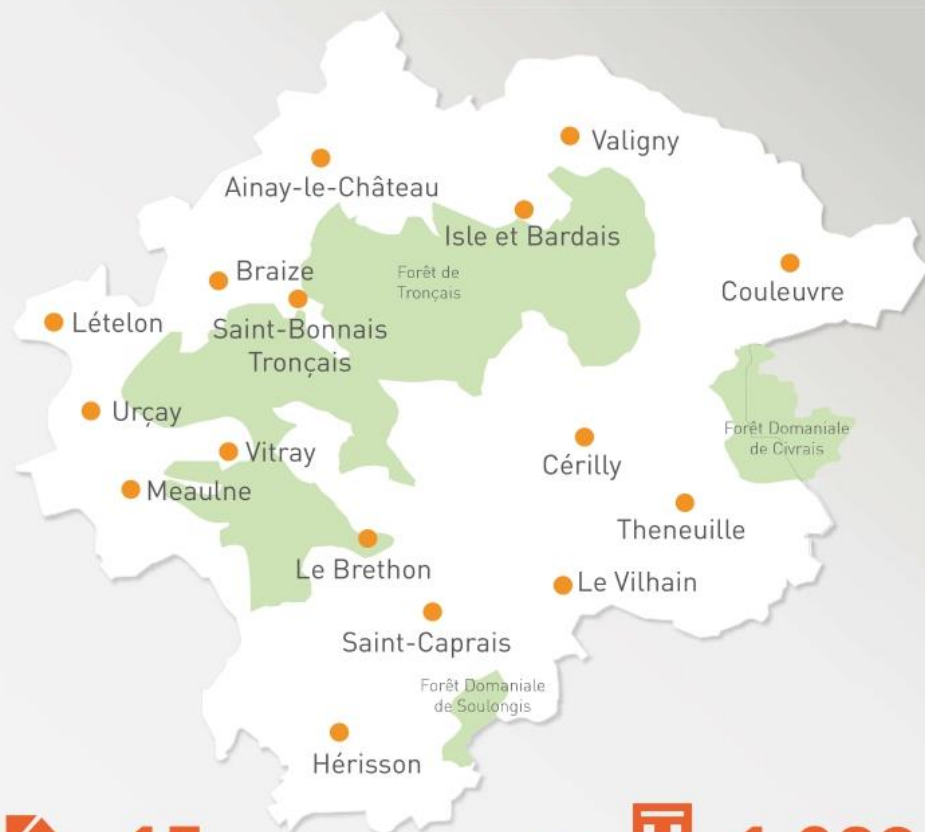 Valigny
Ainay-le-Château
Isle et Bardais
Braize
Forêt de
Tronçais
Couleuvre
Lételon
Saint-Bonnais
Tronçais
Urçay
Forêt Domaniale
de Civrais
Vitray
Cérilly
Meaulne
Theneuille
Le Brethon
Le Vilhain
Saint-Caprais
Forêt Domaniale
de Soulongis
Hérisson